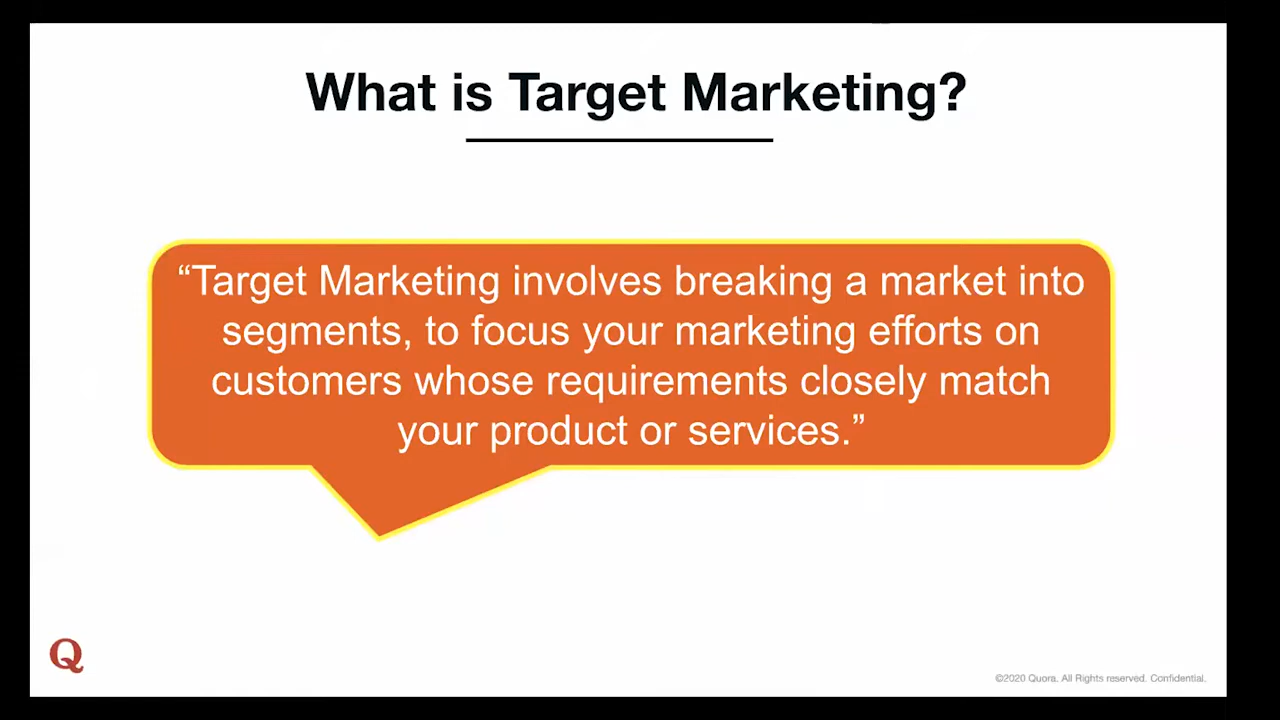 What is Target Marketing?
“Target Marketing involves breaking a market into
segments, to focus your marketing efforts on
customers whose requirements closely match
your product or services.”
Q
©2020 Quora. All Rights reserved. Confidential.